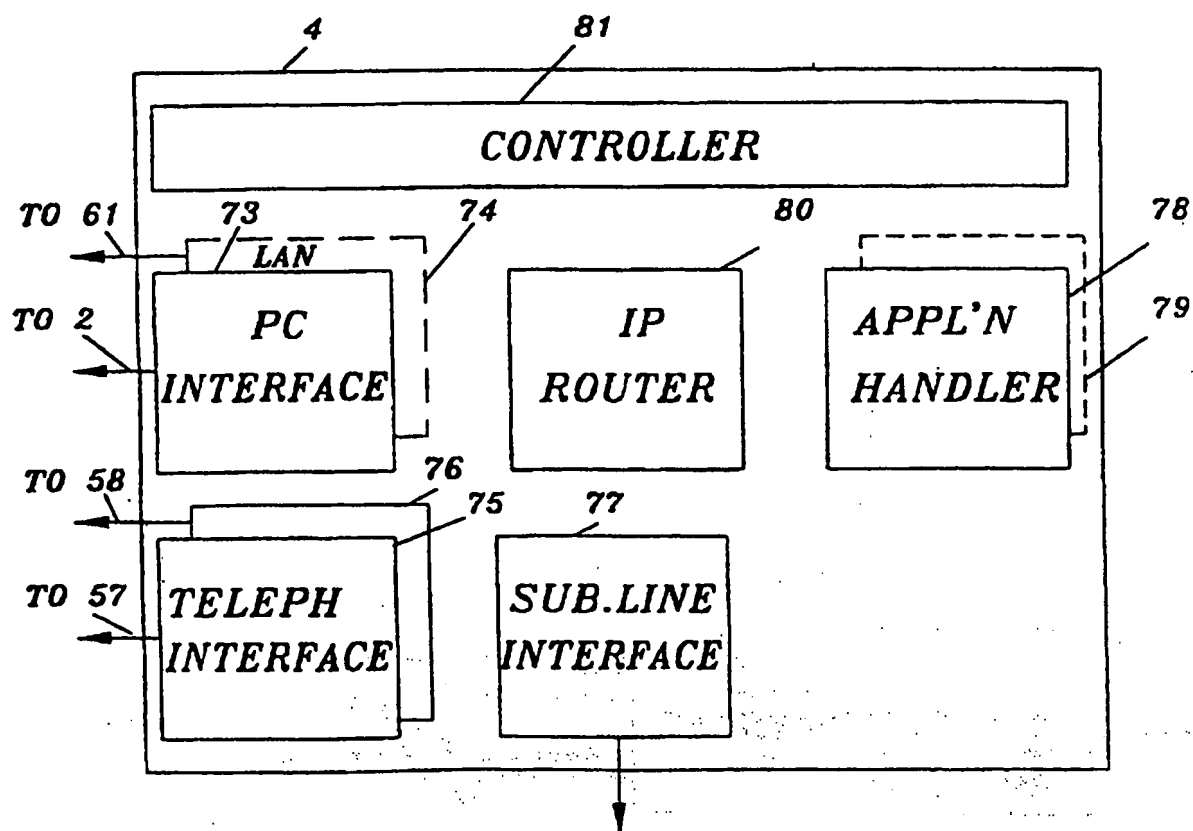 4
81
CONTROLLER
TO 61
73
74
80
78
LAN
TO 2
PC
INTERFACE
IP
ROUTER
APPL'N
HANDLER
79
TO 58
76
75
77
TO 57
TELEPH
INTERFACE
SUB.LINE
INTERFACE